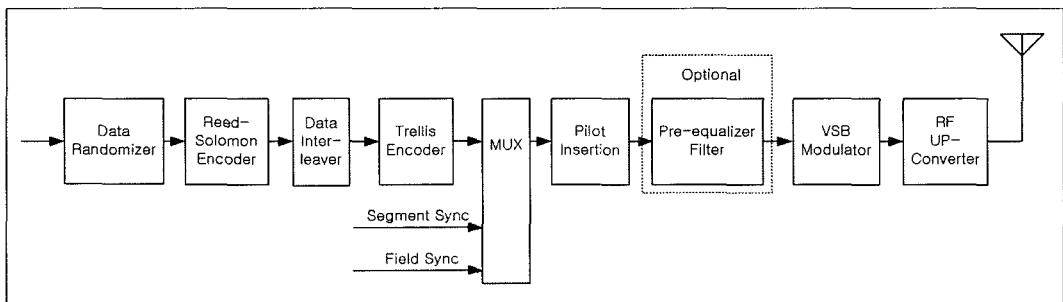 Optional
Data
Randomizer
Reed-
Solomon
Encoder
Data
Inter-
leaver
Trellis
Encoder
MUX
Pilot
Insertion
Pre-equalizer
Filter
VSB
Modulator
RF
UP-
Converter
Segment Sync
Field Sync